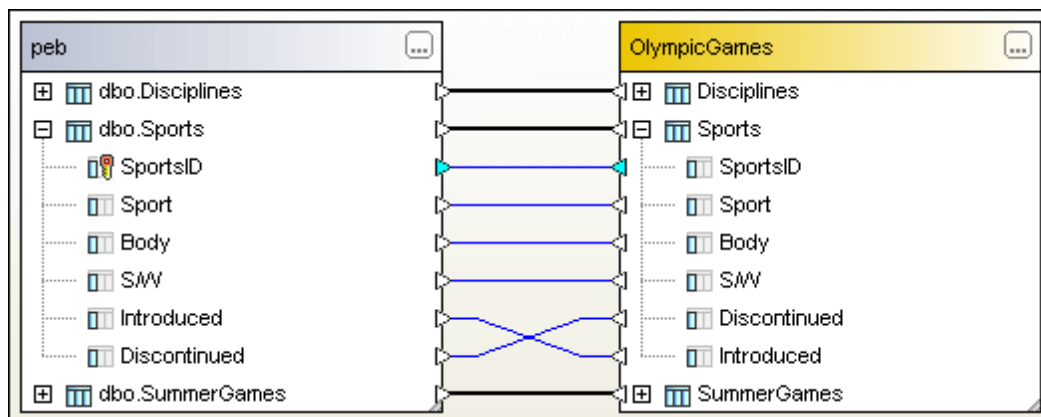 peb
...
dbo.Disciplines
dbo.Sports
SportsID
Sport
Body
S/W
Introduced
Discontinued
dbo.SummerGames
OlympicGames
...
Disciplines
Sports
SportsID
Sport
Body
S/W
Discontinued
Introduced
SummerGames